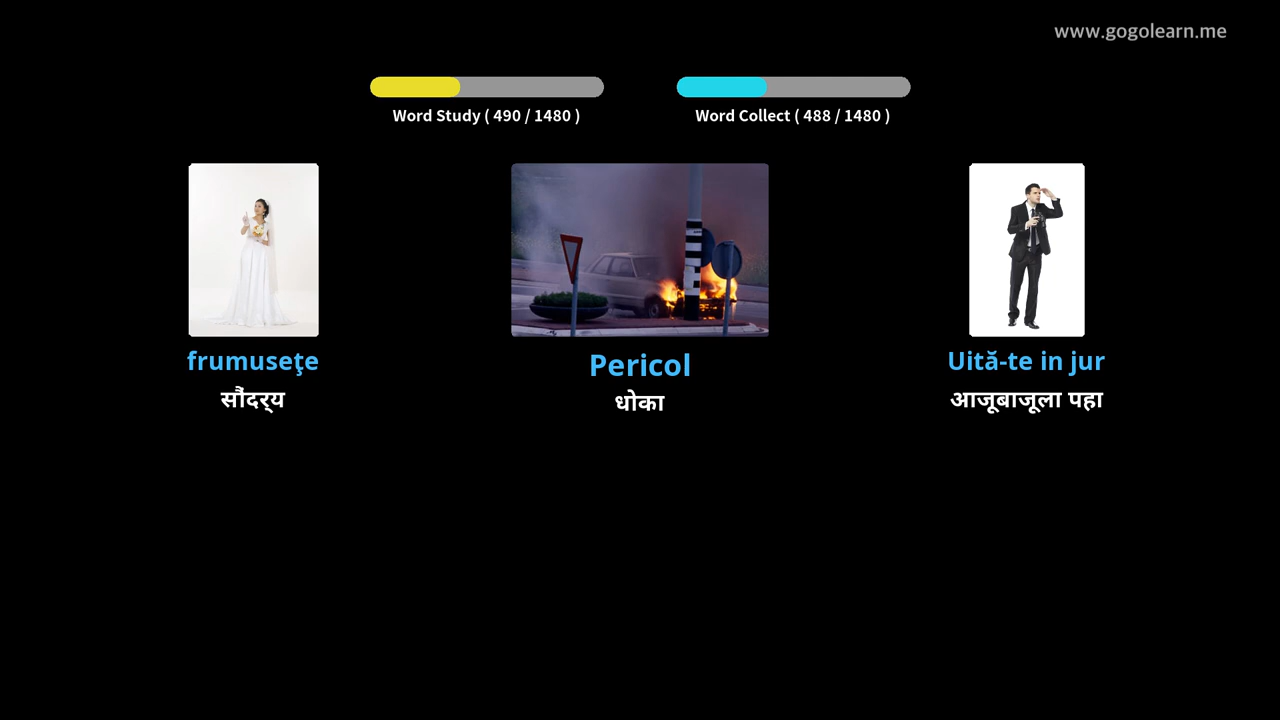 www.gogolearn.me
Word Study ( 490 / 1480 )
Word Collect ( 488 / 1480 )
frumuseţe
सौंदर्‍य
Pericol
धोका
Uită-te in jur
आजूबाजूला पहा